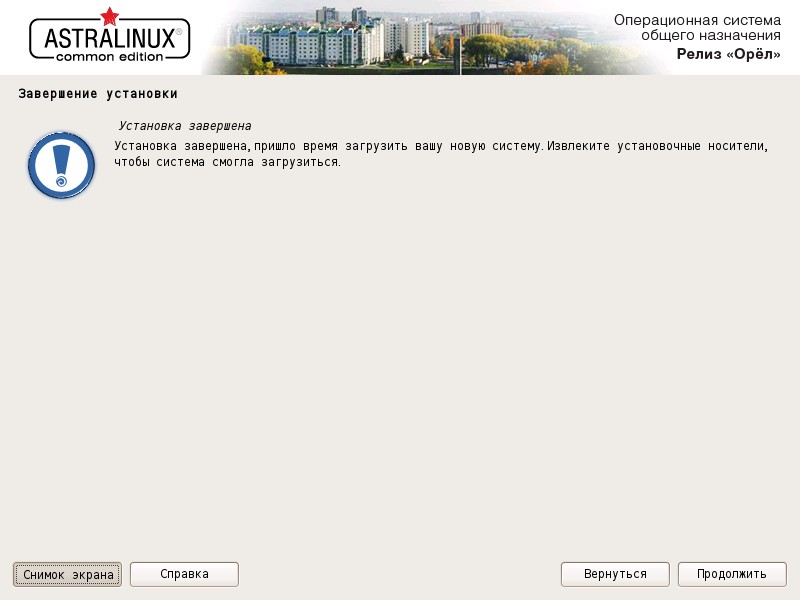 ASTRALINUX®
common edition
Операционная система
общего назначения
Релиз «Орёл»
Завершение установки
Установка завершена
Установка завершена, пришло время загрузить вашу новую систему. Извлеките установочные носители,
чтобы система смогла загрузиться.
Снимок экрана
Справка
Вернуться
Продолжить